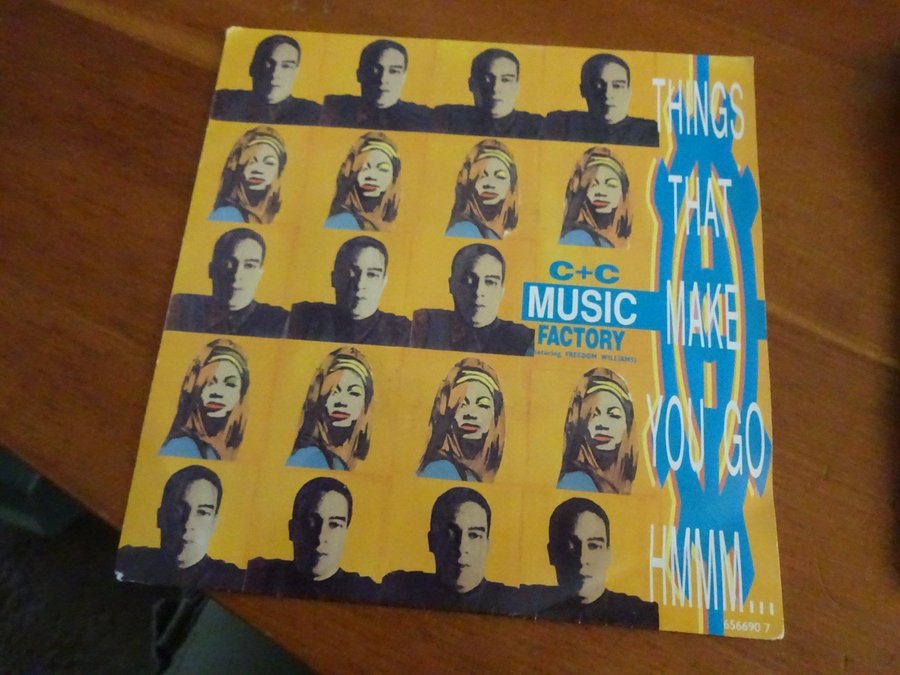 THINGS
THAT
MAKE
YOU GO
HMMM...
C+C
MUSIC
FACTORY
(featuring FREEDOM WILLIAMS)
656690 7